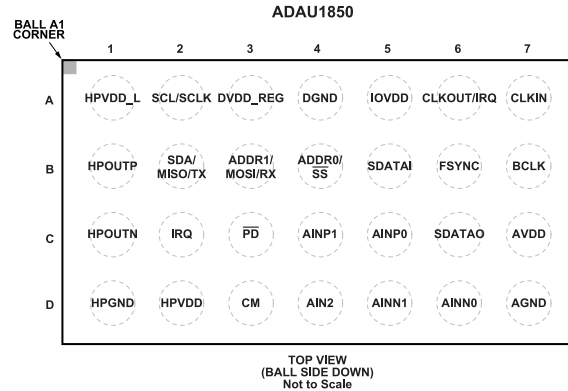 ADAU1850
BALL A1
CORNER
1 2 3 4 5 6 7
A HPVDD_L SCL/SCLK DVDD_REG DGND IOVDD CLKOUT/IRQ CLKIN
B HPOUTP SDA/ MISO/TX ADDR1/ MOSI/RX ADDR0/ SS SDATAI FSYNC BCLK
C HPOUTN IRQ PD AINP1 AINP0 SDATAO AVDD
D HPGND HPVDD CM AIN2 AINN1 AINN0 AGND
TOP VIEW
(BALL SIDE DOWN)
Not to Scale